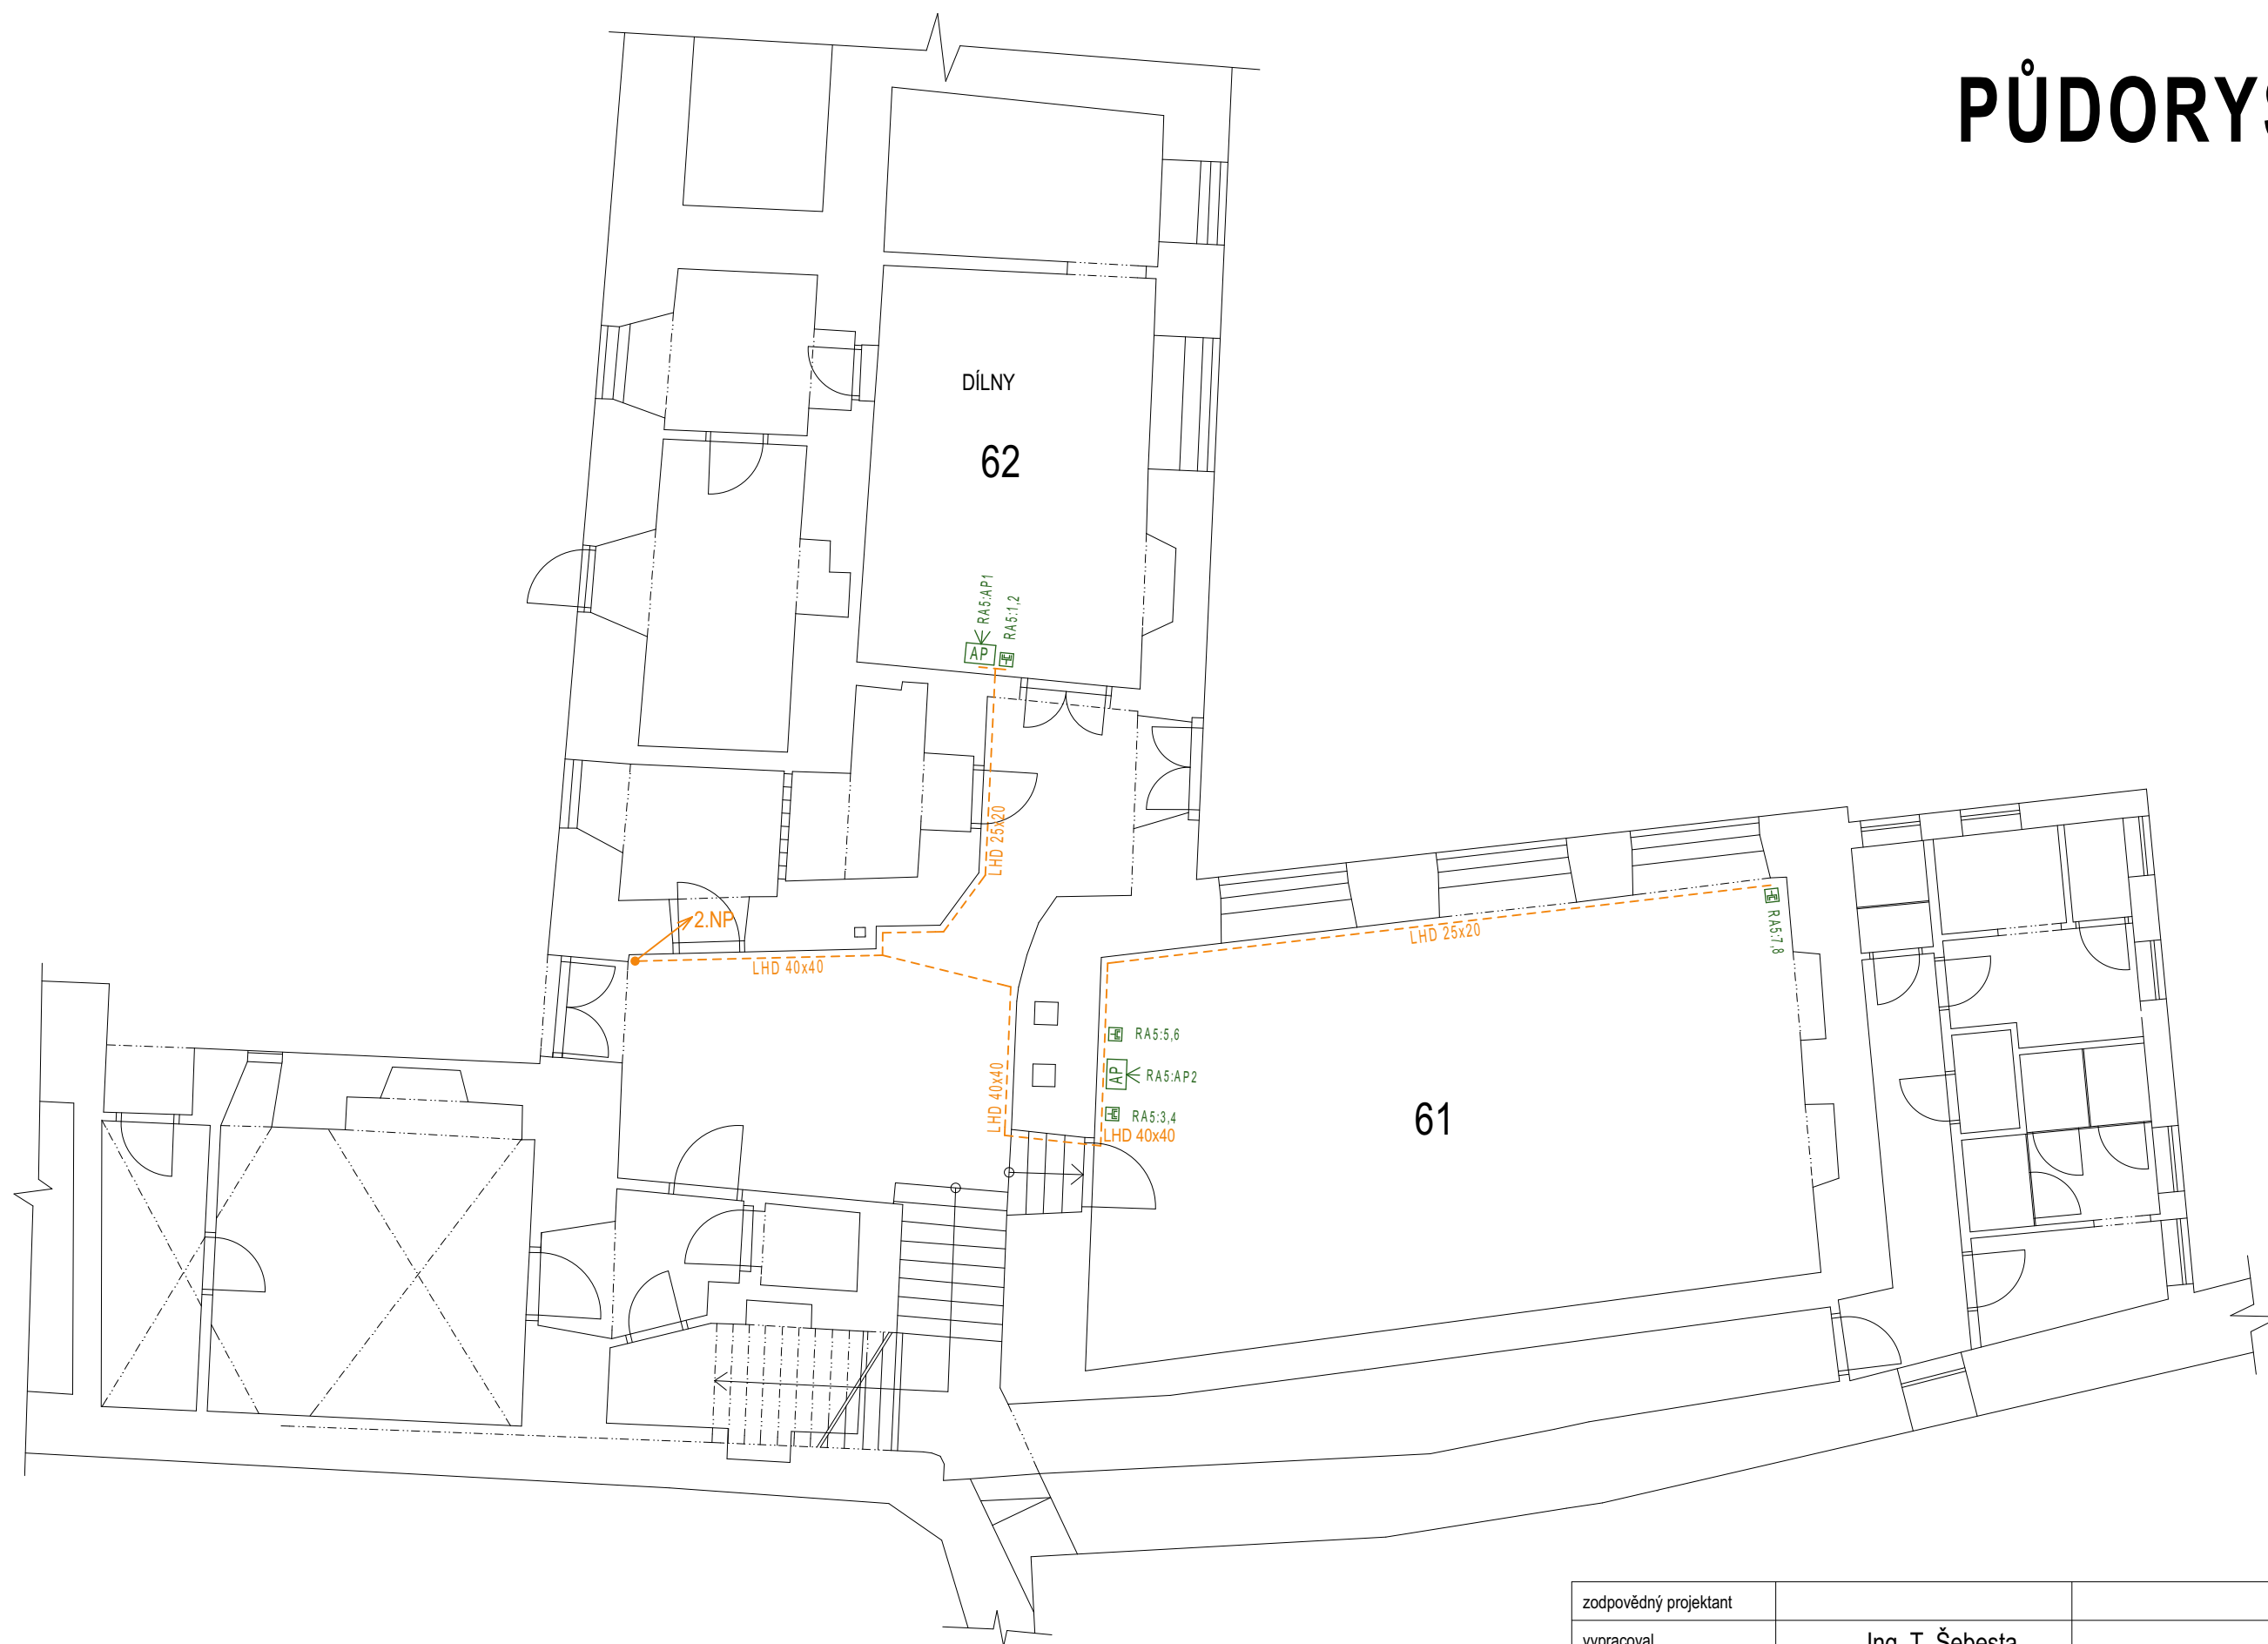 PŮDORYS
DÍLNY
62
RA5:AP1
RA5:1,2
AP
LHD 25x20
2.NP
LHD 40x40
LHD 25x20
RA5:7,8
RA5:5,6
AP
RA5:AP2
RA5:3,4
LHD 40x40
LHD 40x40
61
zodpovědný projektant
vypracoval
Ing. T. Šebesta